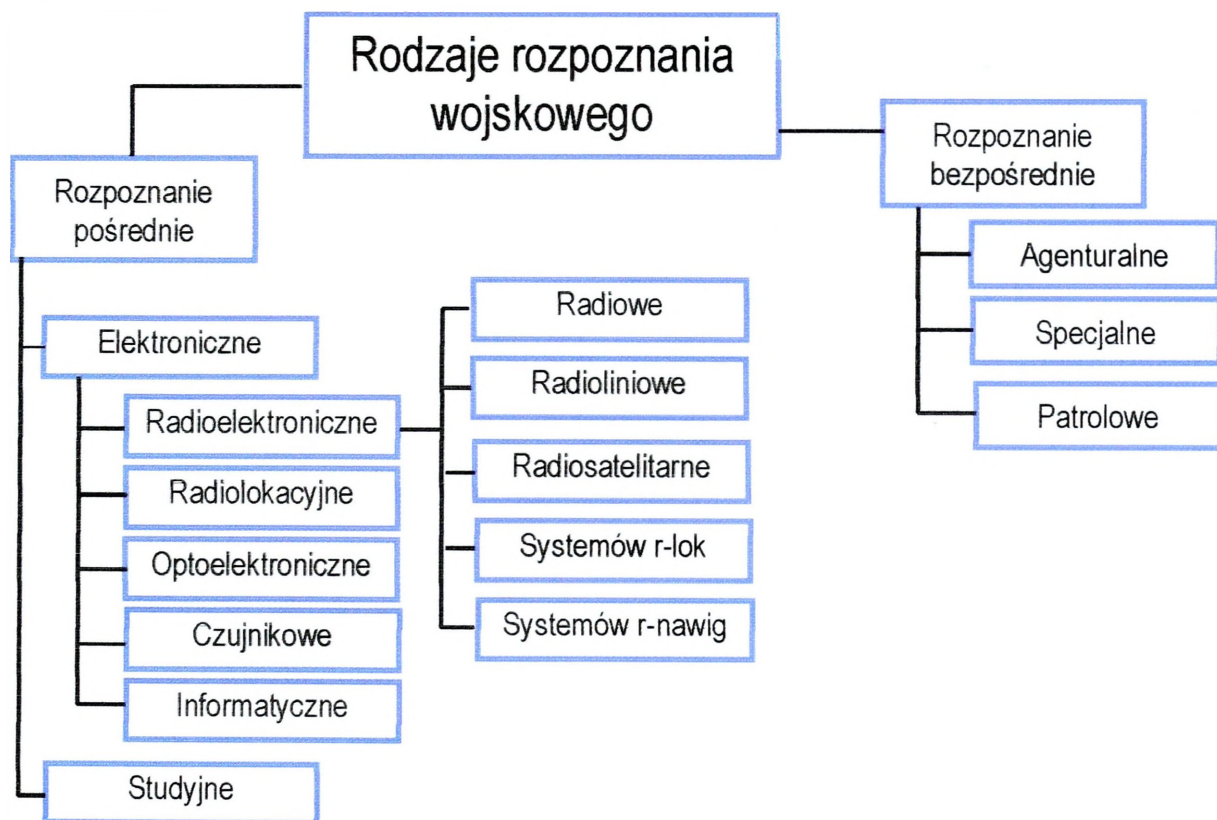 Rodzaje rozpoznania
wojskowego
Rozpoznanie
pośrednie
Elektroniczne
Radioelektroniczne
Radiolokacyjne
Optoelektroniczne
Czujnikowe
Informatyczne
Studyjne
Radiowe
Radioliniowe
Radiosatelitarne
Systemów r-lok
Systemów r-nawig
Rozpoznanie
bezpośrednie
Agenturalne
Specjalne
Patrolowe